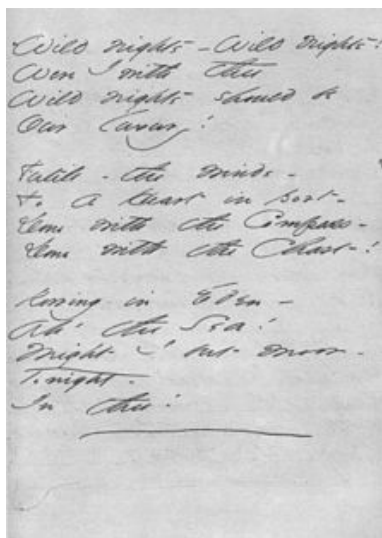 Wild nights - Wild nights!
Were I with thee
Wild nights should be
Our luxury!
Futile - the winds -
To a Heart in port -
Done with the Compass -
Done with the Chart!
Rowing in Eden -
Ah - the Sea!
Might I but moor -
Tonight -
In thee!